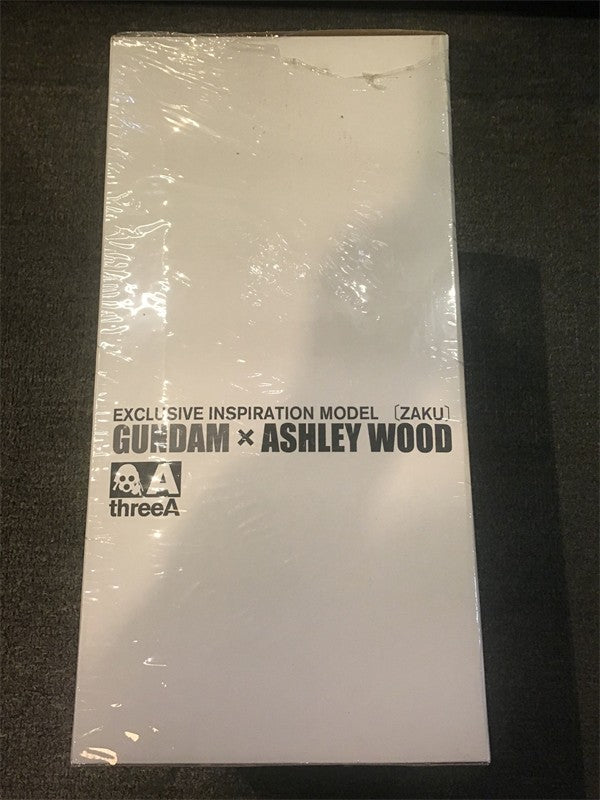 EXCLUSIVE INSPIRATION MODEL 〔ZAKU〕
GUNDAM × ASHLEY WOOD
A
threeA